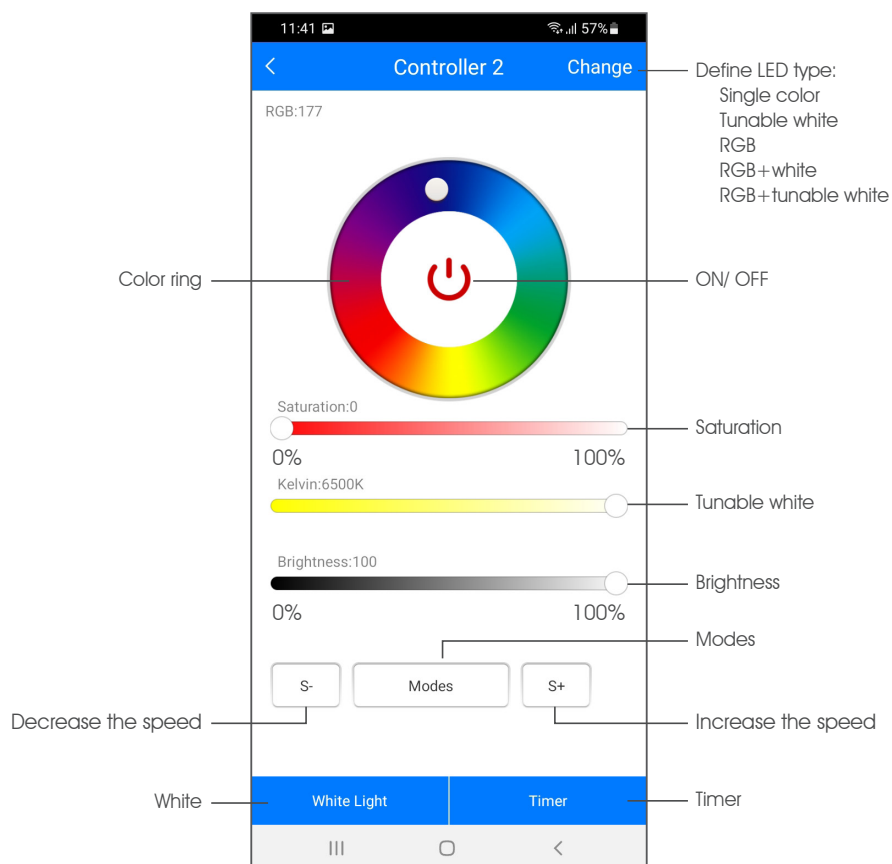 11:41 57%
Controller 2 Change
Define LED type:
Single color
Tunable white
RGB
RGB+white
RGB+tunable white
RGB:177
Color ring
ON/ OFF
Saturation:0
Saturation
0% 100%
Kelvin:6500K
Tunable white
Brightness:100
Brightness
0% 100%
Modes
S- Modes S+
Decrease the speed
Increase the speed
White
White Light Timer
Timer